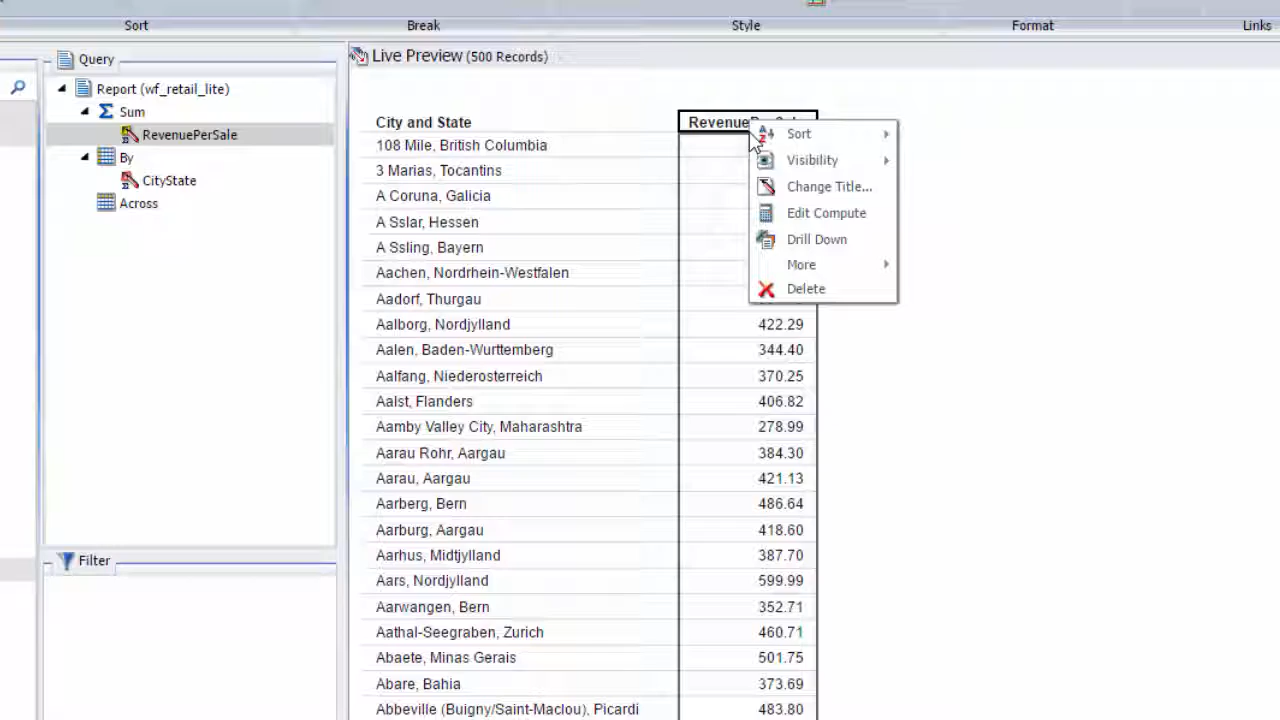 Sort Break Style Format Links
Query
Live Preview (500 Records)
Report (wf_retail_lite)
Sum
RevenuePerSale
By
CityState
Across
Filter
City and State
108 Mile, British Columbia
3 Marias, Tocantins
A Coruna, Galicia
A Sslar, Hessen
A Ssling, Bayern
Aachen, Nordrhein-Westfalen
Aadorf, Thurgau
Aalborg, Nordjylland 422.29
Aalen, Baden-Wurttemberg 344.40
Aalfang, Niederosterreich 370.25
Aalst, Flanders 406.82
Aamby Valley City, Maharashtra 278.99
Aarau Rohr, Aargau 384.30
Aarau, Aargau 421.13
Aarberg, Bern 486.64
Aarburg, Aargau 418.60
Aarhus, Midtjylland 387.70
Aars, Nordjylland 599.99
Aarwangen, Bern 352.71
Aathal-Seegraben, Zurich 460.71
Abaete, Minas Gerais 501.75
Abare, Bahia 373.69
Abbeville (Buigny/Saint-Maclou), Picardi 483.80
Sort
Visibility
Change Title...
Edit Compute
Drill Down
More
Delete